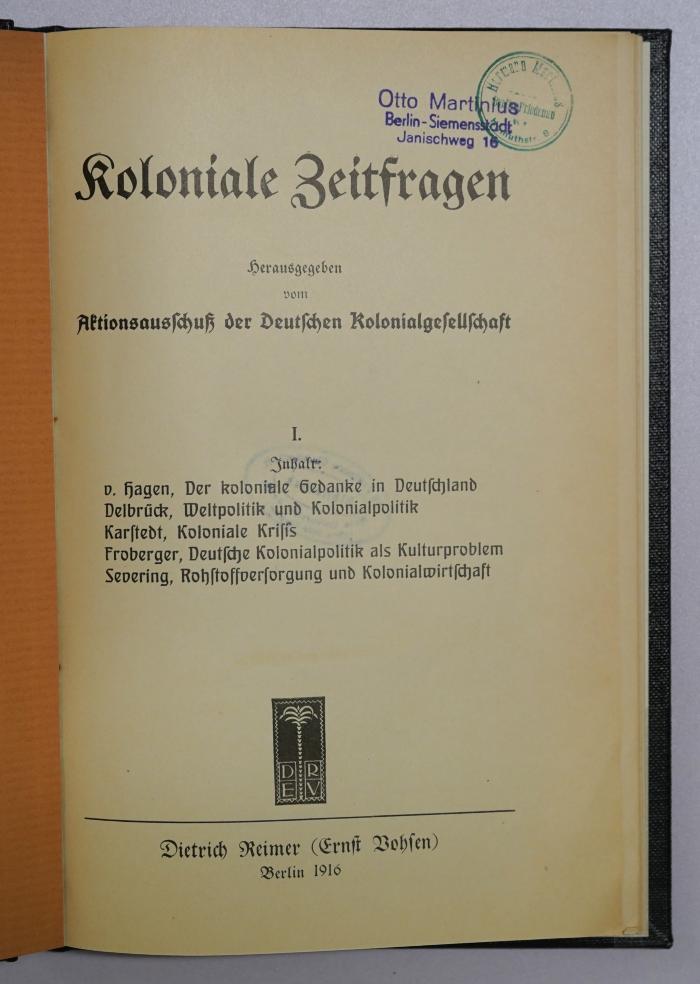 Otto Martinius
Berlin-Siemensstadt
Janischweg 16
Koloniale Zeitfragen
Herausgegeben
vom
Aktionsausschuß der Deutschen Kolonialgesellschaft
I.
Inhalt:
v. Hagen, Der koloniale Gedanke in Deutschland
Delbrück, Weltpolitik und Kolonialpolitik
Karstedt, Koloniale Krisis
Froberger, Deutsche Kolonialpolitik als Kulturproblem
Severing, Rohstoffversorgung und Kolonialwirtschaft
D R
E V
Dietrich Reimer (Ernst Vohsen)
Berlin 1916